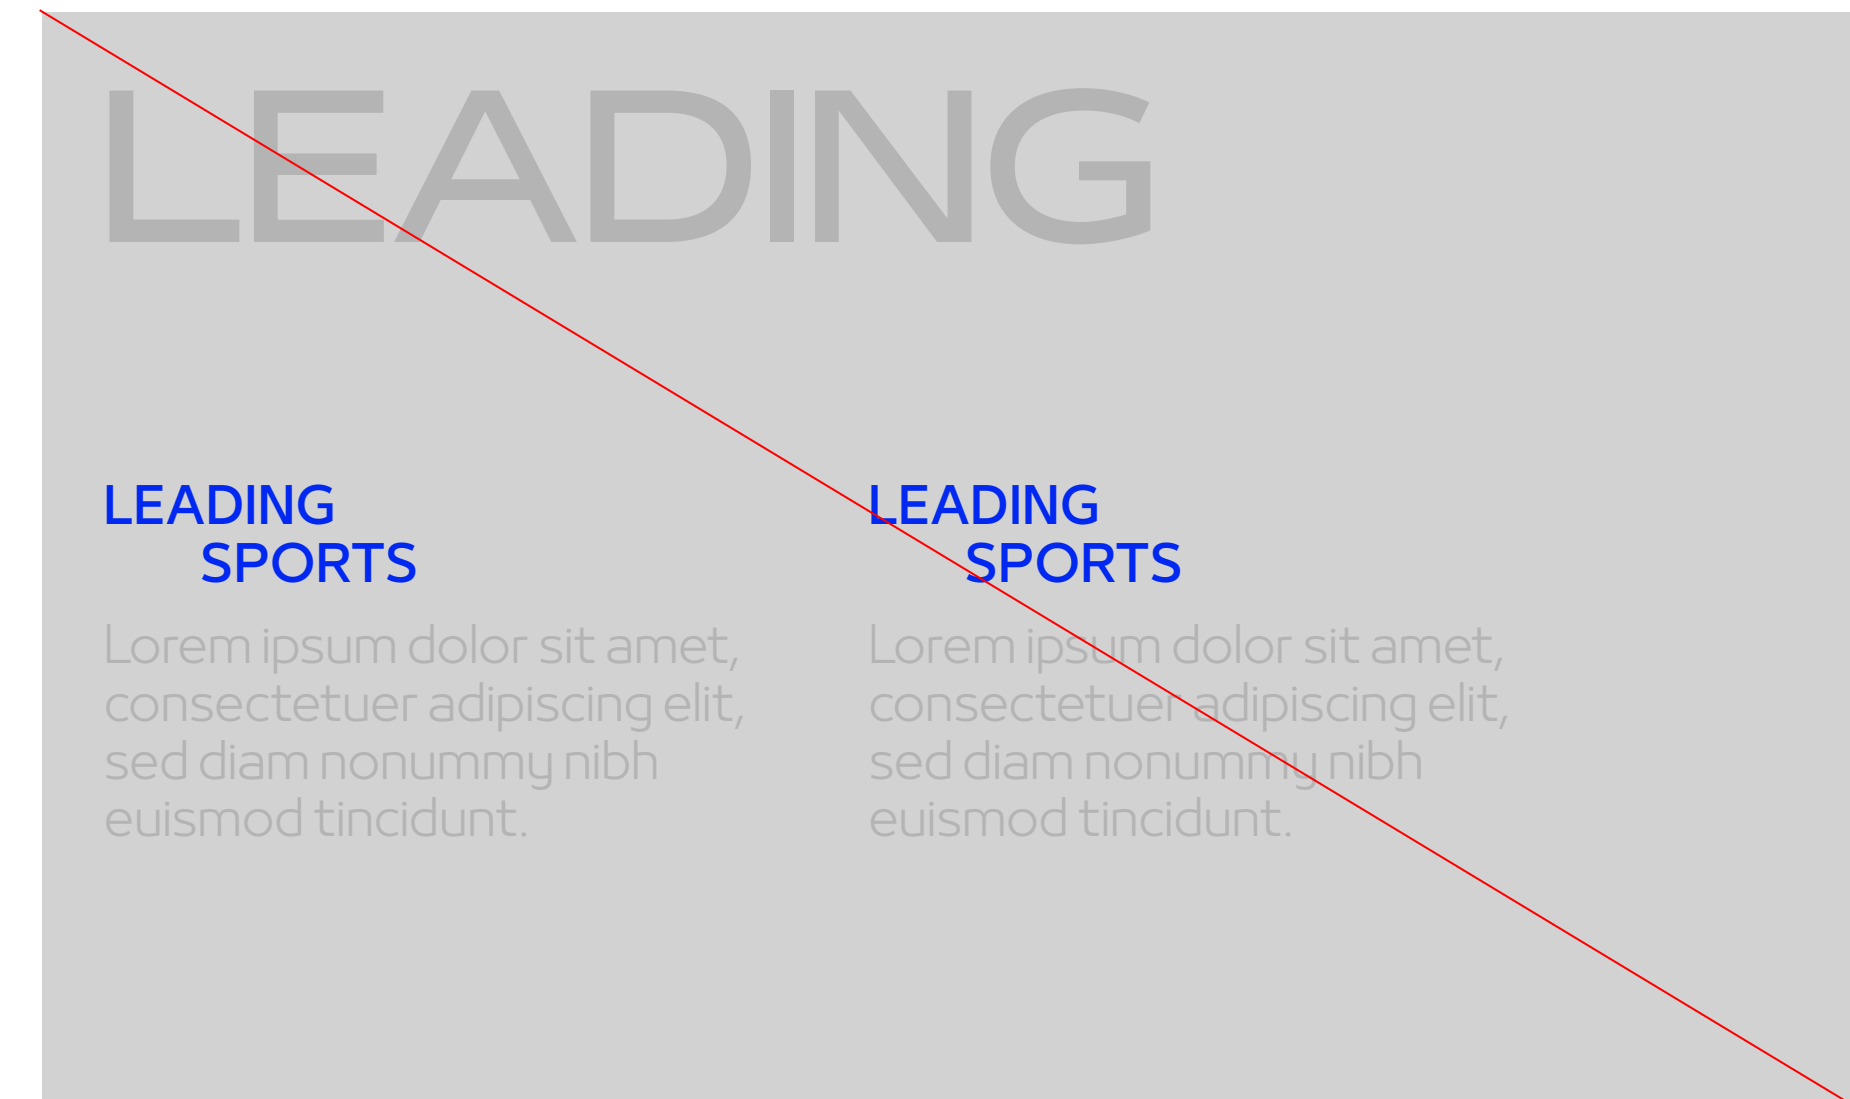 LEADING
LEADING
SPORTS
Lorem ipsum dolor sit amet,
consectetuer adipiscing elit,
sed diam nonummy nibh
euismod tincidunt.
LEADING
SPORTS
Lorem ipsum dolor sit amet,
consectetuer adipiscing elit,
sed diam nonummy nibh
euismod tincidunt.